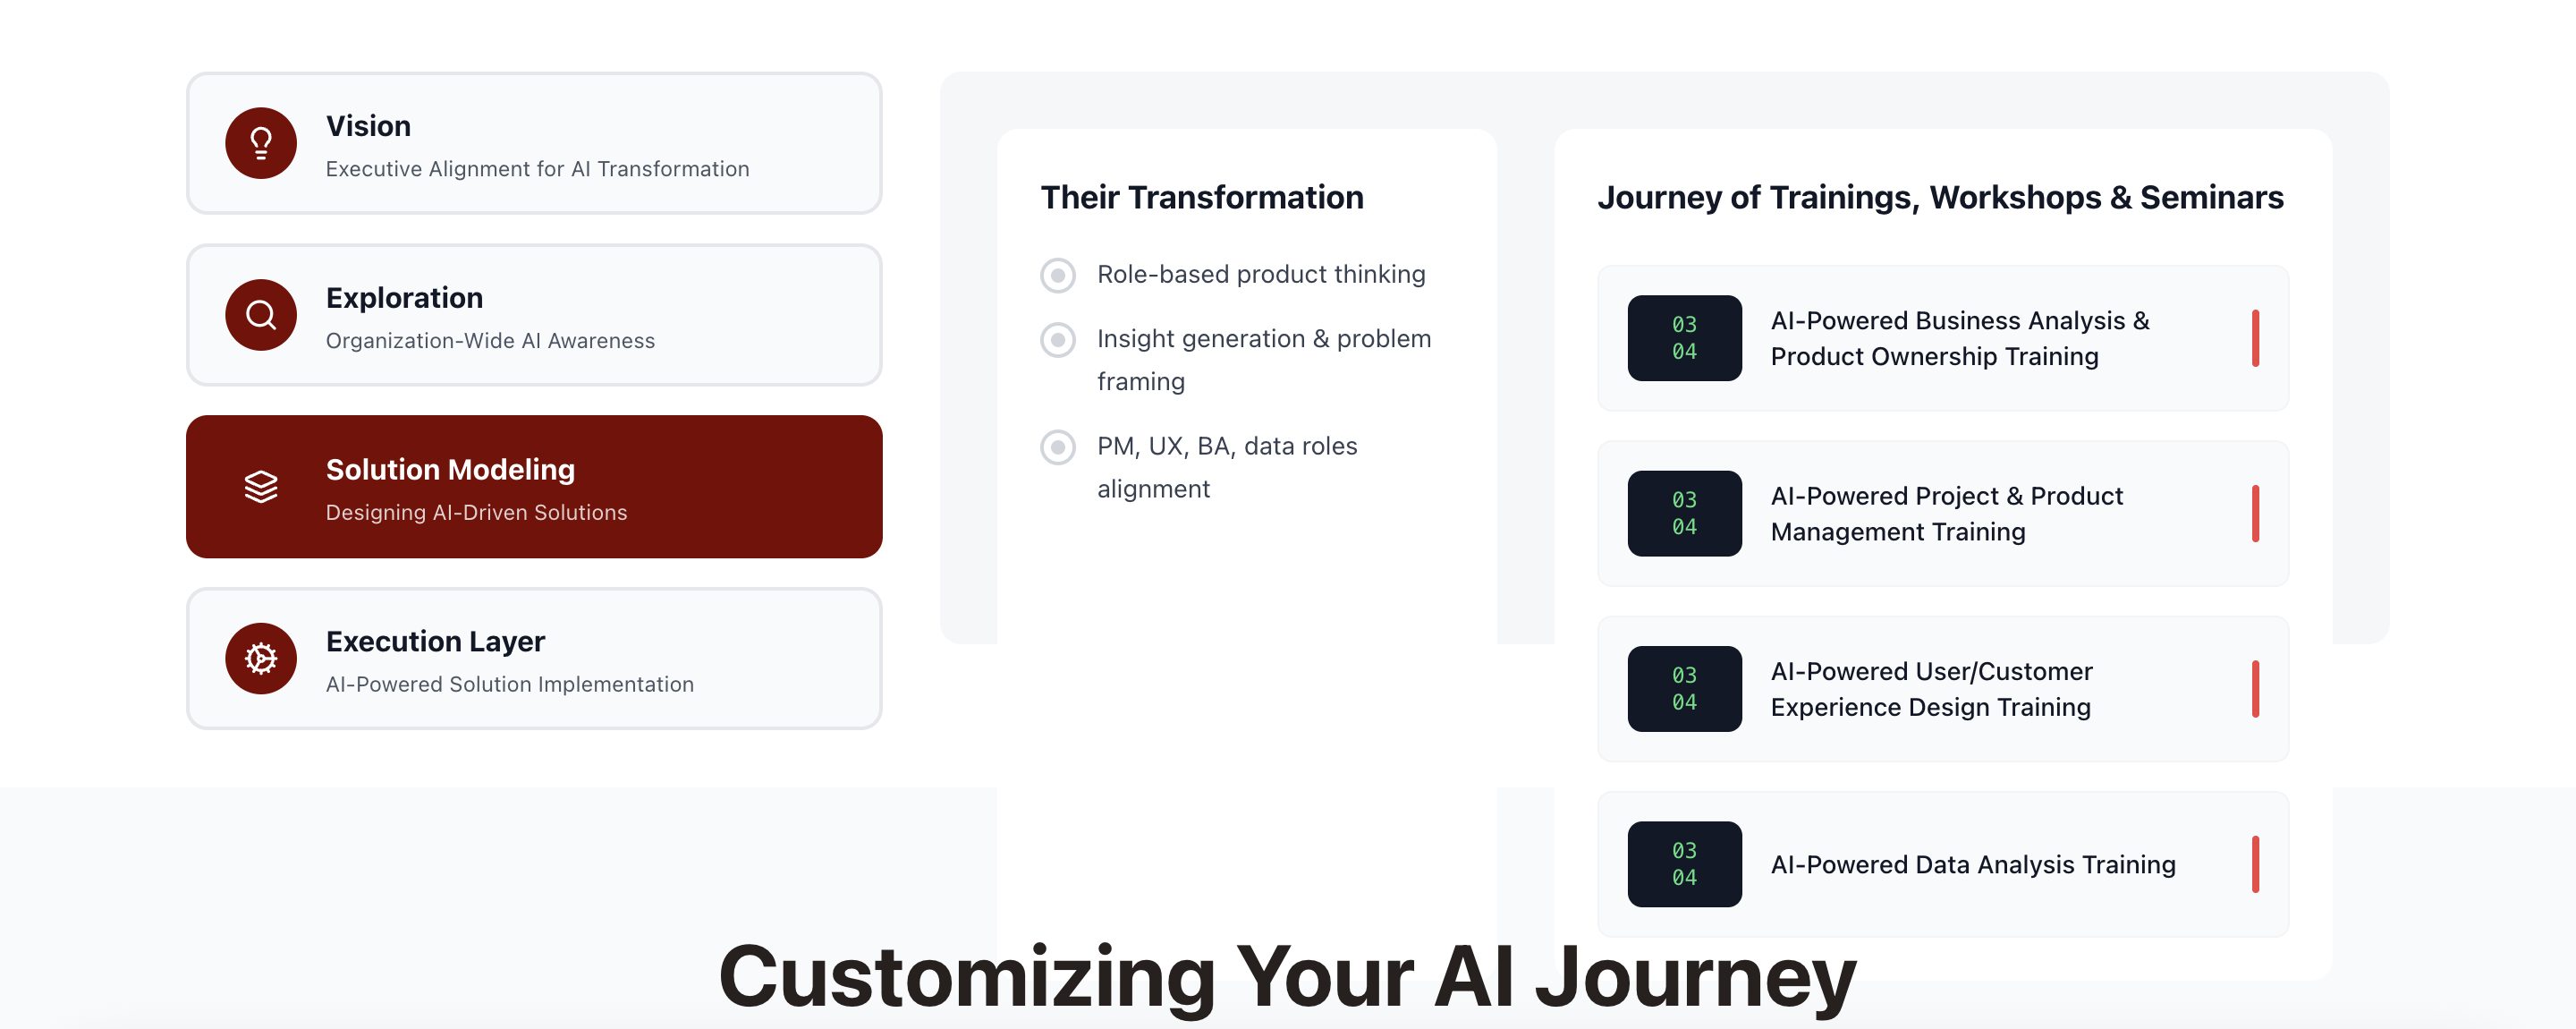 Vision
Executive Alignment for AI Transformation
Exploration
Organization-Wide AI Awareness
Solution Modeling
Designing AI-Driven Solutions
Execution Layer
AI-Powered Solution Implementation
Their Transformation
Role-based product thinking
Insight generation & problem
framing
PM, UX, BA, data roles
alignment
Journey of Trainings, Workshops & Seminars
03
04
AI-Powered Business Analysis &
Product Ownership Training
03
04
AI-Powered Project & Product
Management Training
03
04
AI-Powered User/Customer
Experience Design Training
03
04
AI-Powered Data Analysis Training
Customizing Your AI Journey